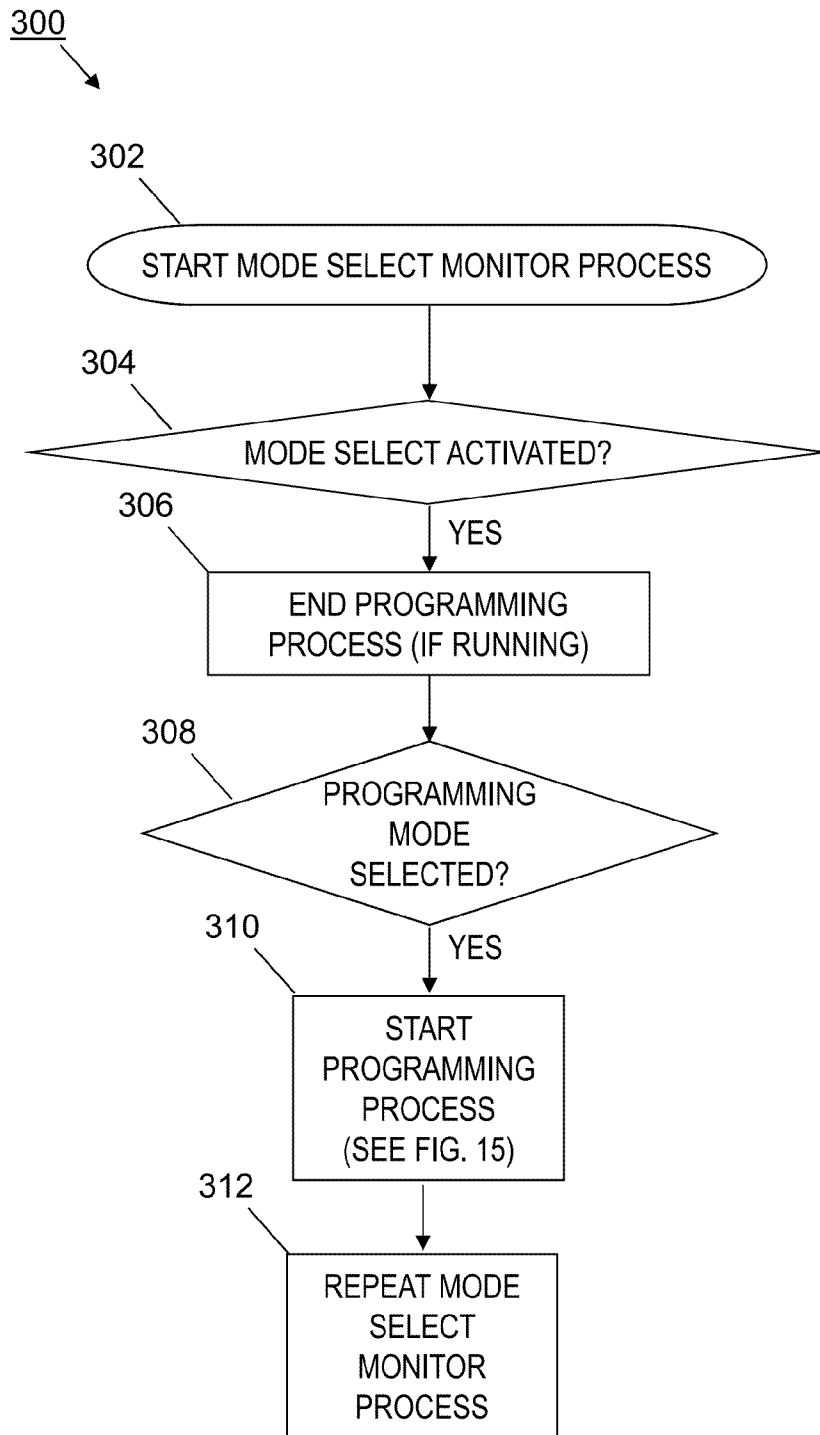 300
302
START MODE SELECT MONITOR PROCESS
304
MODE SELECT ACTIVATED?
306
YES
END PROGRAMMING
PROCESS (IF RUNNING)
308
PROGRAMMING
MODE
SELECTED?
310
YES
START
PROGRAMMING
PROCESS
(SEE FIG. 15)
312
REPEAT MODE
SELECT
MONITOR
PROCESS